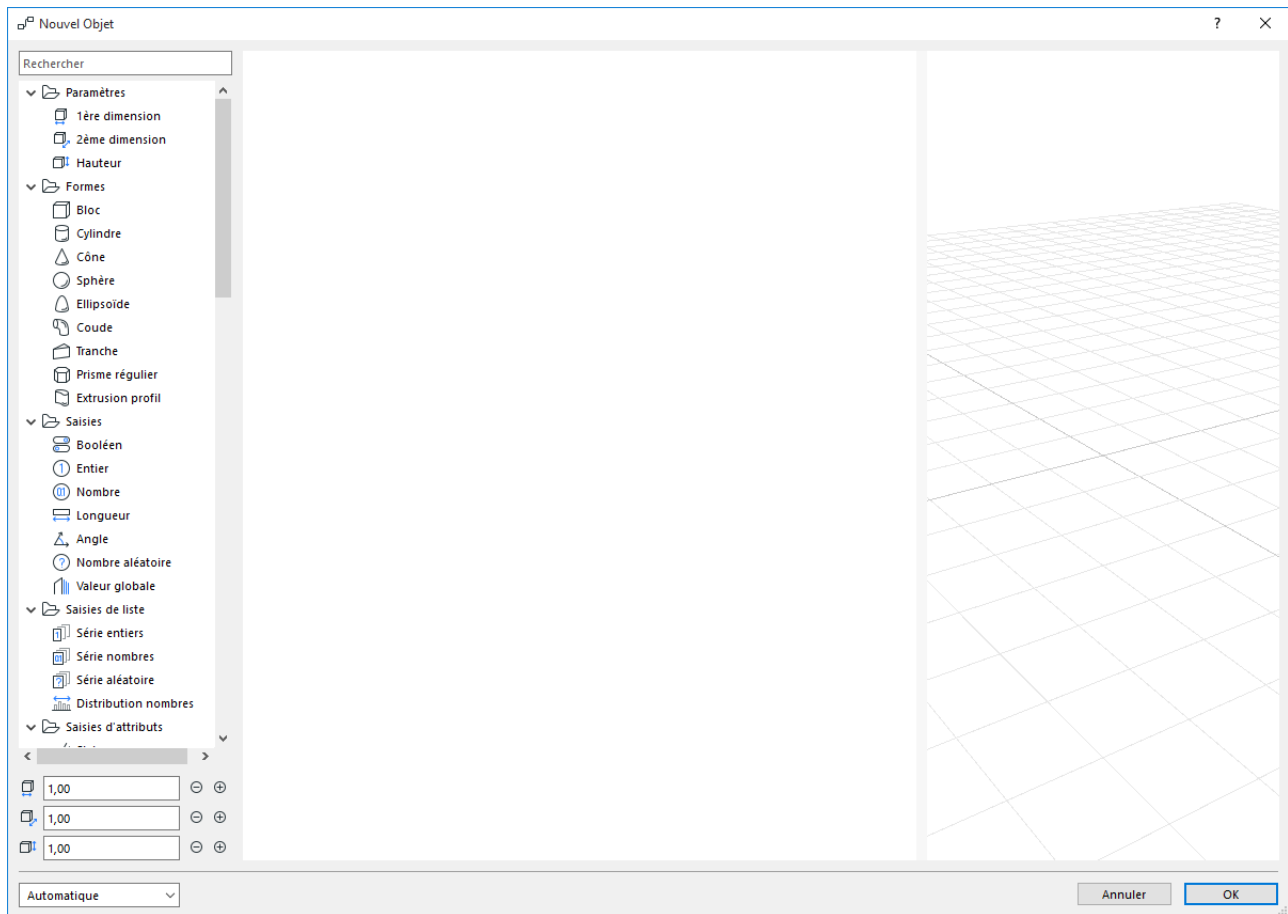 Nouvel Objet
?
Rechercher
Paramètres
1ère dimension
2ème dimension
Hauteur
Formes
Bloc
Cylindre
Cône
Sphère
Ellipsoïde
Coude
Tranche
Prisme régulier
Extrusion profil
Saisies
Booléen
Entier
Nombre
Longueur
Angle
Nombre aléatoire
Valeur globale
Saisies de liste
Série entiers
Série nombres
Série aléatoire
Distribution nombres
Saisies d'attributs
1,00
1,00
1,00
Automatique
Annuler
OK